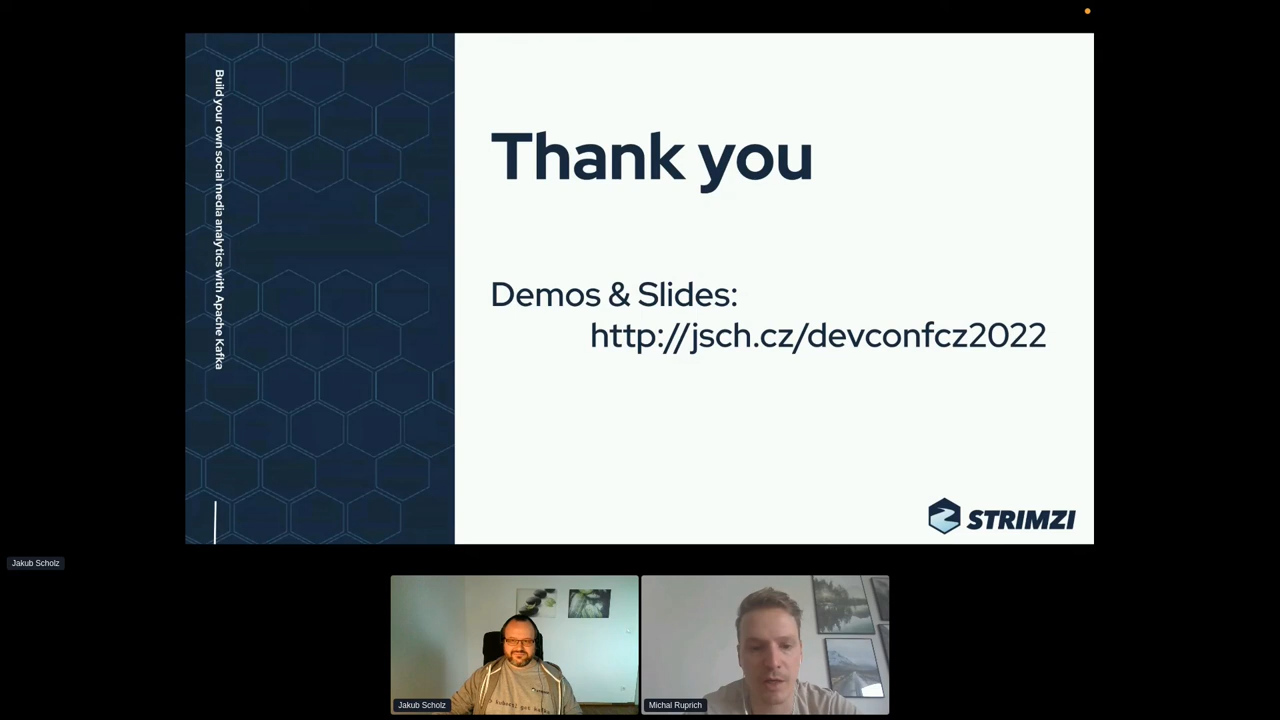 Build your own social media analytics with Apache Kafka
Thank you
Demos & Slides:
http://jsch.cz/devconfcz2022
STRIMZI
Jakub Scholz
Jakub Scholz
Michal Ruprich